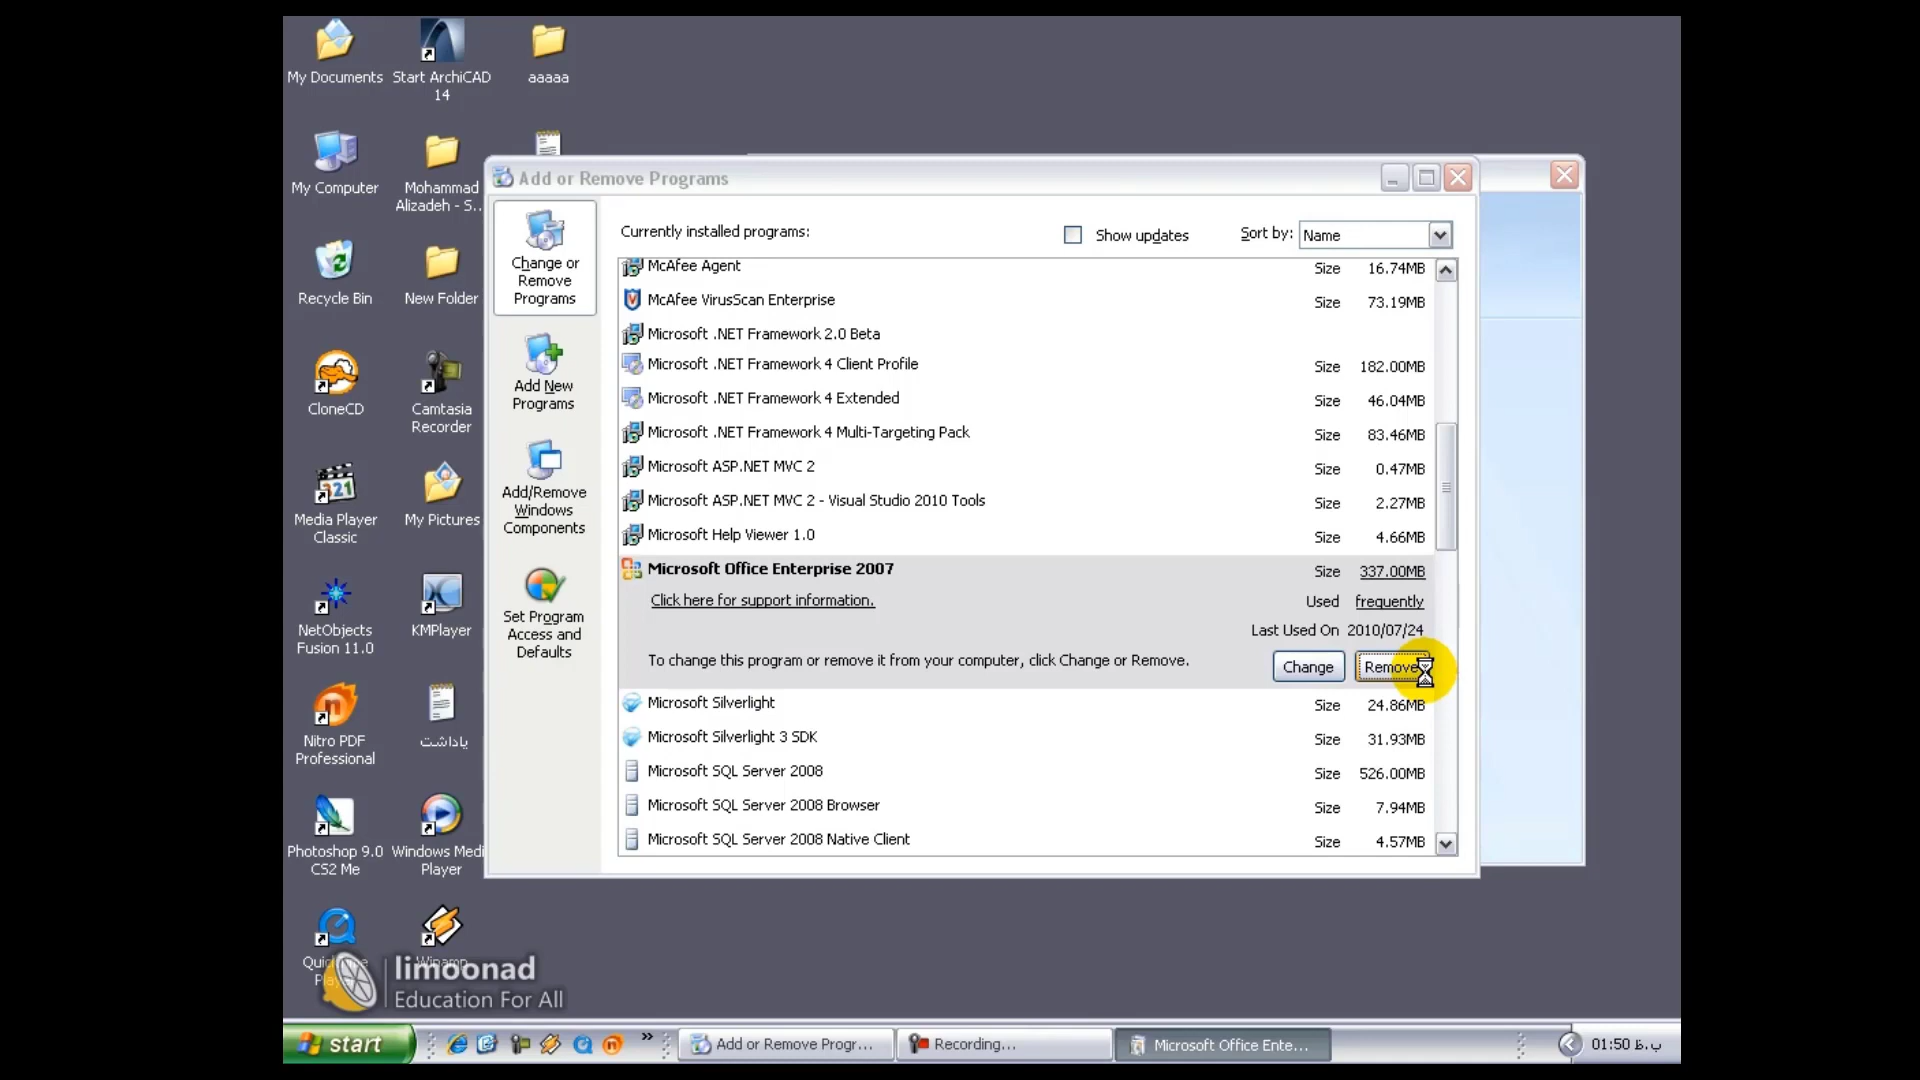 My Documents
Start ArchiCAD
14
aaaaa
My Computer
Mohammad
Alizadeh - S..
Recycle Bin
New Folder
CloneCD
Camtasia
Recorder
Media Player
Classic
My Pictures
NetObjects
Fusion 11.0
KMPlayer
Nitro PDF
Professional
یاداشت
Photoshop 9.0
CS2 Me
Windows Medi
Player
Winamp
Add or Remove Programs
Change or
Remove
Programs
Add New
Programs
Add/Remove
Windows
Components
Set Program
Access and
Defaults
Currently installed programs:
Show updates
Sort by: Name
McAfee Agent Size 16.74MB
McAfee VirusScan Enterprise Size 73.19MB
Microsoft .NET Framework 2.0 Beta
Microsoft .NET Framework 4 Client Profile Size 182.00MB
Microsoft .NET Framework 4 Extended Size 46.04MB
Microsoft .NET Framework 4 Multi-Targeting Pack Size 83.46MB
Microsoft ASP.NET MVC 2 Size 0.47MB
Microsoft ASP.NET MVC 2 - Visual Studio 2010 Tools Size 2.27MB
Microsoft Help Viewer 1.0 Size 4.66MB
Microsoft Office Enterprise 2007 Size 337.00MB
Click here for support information. Used frequently
Last Used On 2010/07/24
To change this program or remove it from your computer, click Change or Remove. Change Remove
Microsoft Silverlight Size 24.86MB
Microsoft Silverlight 3 SDK Size 31.93MB
Microsoft SQL Server 2008 Size 526.00MB
Microsoft SQL Server 2008 Browser Size 7.94MB
Microsoft SQL Server 2008 Native Client Size 4.57MB
limoonad
Education For All
start
Add or Remove Progr...
Recording...
Microsoft Office Ente...
01:50 ب.ظ